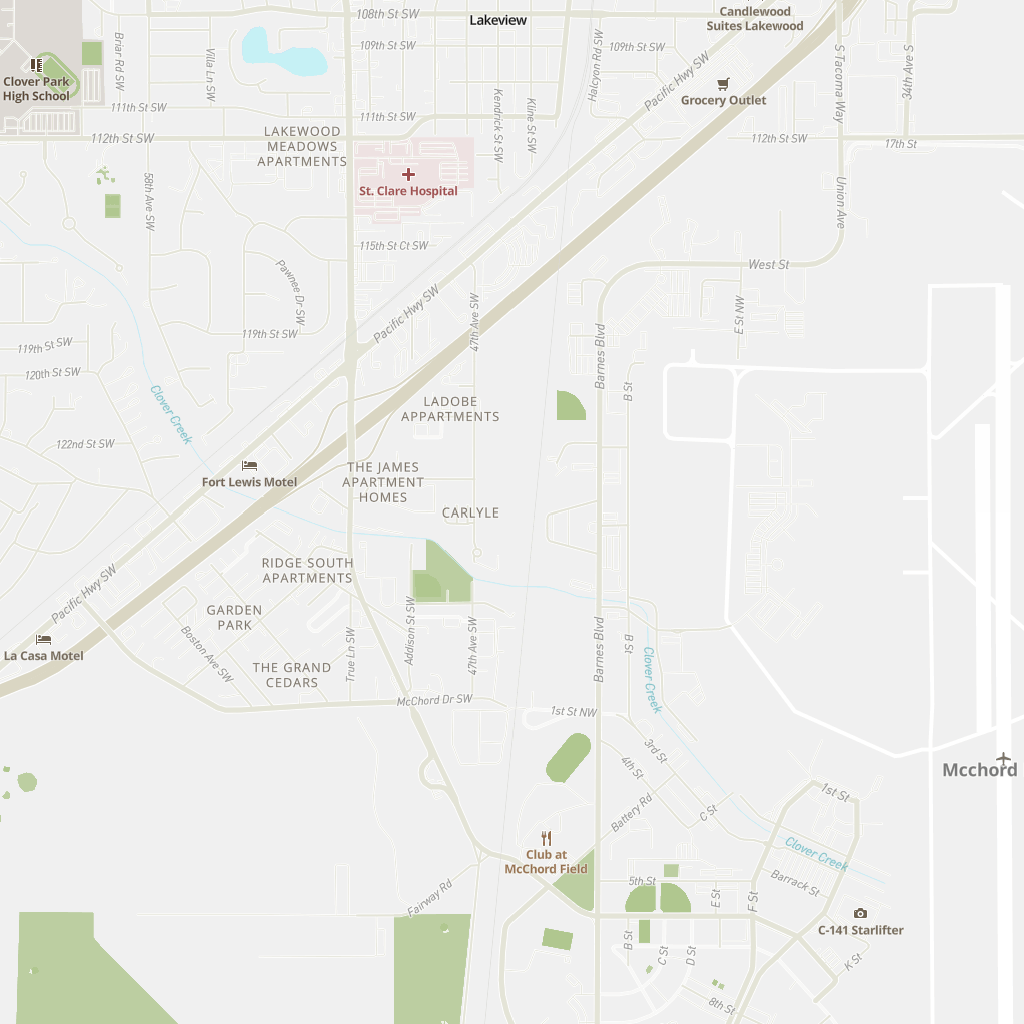 108th St SW
Lakeview
Candlewood
Suites Lakewood
109th St SW
109th St SW
Briar Rd SW
Villa Ln SW
Halcyon Rd SW
S Tacoma Way
34th Ave S
Clover Park
High School
Pacific Hwy SW
Grocery Outlet
111th St SW
111th St SW
Kendrick St SW
Kline St SW
112th St SW
LAKEWOOD
MEADOWS
APARTMENTS
112th St SW
17th St
St. Clare Hospital
58th Ave SW
Union Ave
115th St Ct SW
West St
Pawnee Dr SW
Pacific Hwy SW
47th Ave SW
E St NW
119th St SW
119th St SW
Barnes Blvd
120th St SW
B St
Clover Creek
LADOBE
APPARTMENTS
122nd St SW
THE JAMES
APARTMENT
HOMES
Fort Lewis Motel
CARLYLE
RIDGE SOUTH
APARTMENTS
Pacific Hwy SW
GARDEN
PARK
Addison St SW
La Casa Motel
Boston Ave SW
True Ln SW
47th Ave SW
Barnes Blvd
B St
THE GRAND
CEDARS
Clover Creek
McChord Dr SW
1st St NW
3rd St
4th St
Mcchord
1st St
Battery Rd
C St
Club at
McChord Field
Clover Creek
5th St
Barrack St
Fairway Rd
E St
F St
C-141 Starlifter
B St
C St
D St
K St
8th St